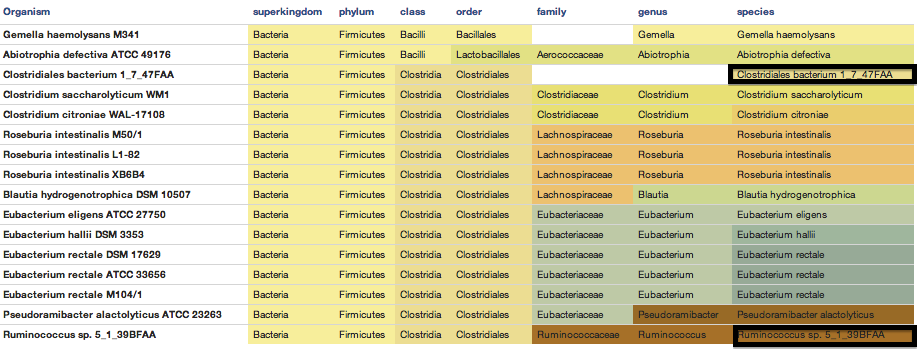 Organism superkingdom phylum class order family genus species
Gemella haemolysans M341 Bacteria Firmicutes Bacilli Bacillales Gemella Gemella haemolysans
Abiotrophia defectiva ATCC 49176 Bacteria Firmicutes Bacilli Lactobacillales Aerococcaceae Abiotrophia Abiotrophia defectiva
Clostridiales bacterium 1_7_47FAA Bacteria Firmicutes Clostridia Clostridiales Clostridiales bacterium 1_7_47FAA
Clostridium saccharolyticum WM1 Bacteria Firmicutes Clostridia Clostridiales Clostridiaceae Clostridium Clostridium saccharolyticum
Clostridium citroniae WAL-17108 Bacteria Firmicutes Clostridia Clostridiales Clostridiaceae Clostridium Clostridium citroniae
Roseburia intestinalis M50/1 Bacteria Firmicutes Clostridia Clostridiales Lachnospiraceae Roseburia Roseburia intestinalis
Roseburia intestinalis L1-82 Bacteria Firmicutes Clostridia Clostridiales Lachnospiraceae Roseburia Roseburia intestinalis
Roseburia intestinalis XB6B4 Bacteria Firmicutes Clostridia Clostridiales Lachnospiraceae Roseburia Roseburia intestinalis
Blautia hydrogenotrophica DSM 10507 Bacteria Firmicutes Clostridia Clostridiales Lachnospiraceae Blautia Blautia hydrogenotrophica
Eubacterium eligens ATCC 27750 Bacteria Firmicutes Clostridia Clostridiales Eubacteriaceae Eubacterium Eubacterium eligens
Eubacterium hallii DSM 3353 Bacteria Firmicutes Clostridia Clostridiales Eubacteriaceae Eubacterium Eubacterium hallii
Eubacterium rectale DSM 17629 Bacteria Firmicutes Clostridia Clostridiales Eubacteriaceae Eubacterium Eubacterium rectale
Eubacterium rectale ATCC 33656 Bacteria Firmicutes Clostridia Clostridiales Eubacteriaceae Eubacterium Eubacterium rectale
Eubacterium rectale M104/1 Bacteria Firmicutes Clostridia Clostridiales Eubacteriaceae Eubacterium Eubacterium rectale
Pseudoramibacter alactolyticus ATCC 23263 Bacteria Firmicutes Clostridia Clostridiales Eubacteriaceae Pseudoramibacter Pseudoramibacter alactolyticus
Ruminococcus sp. 5_1_39BFAA Bacteria Firmicutes Clostridia Clostridiales Ruminococcaceae Ruminococcus Ruminococcus sp. 5_1_39BFAA